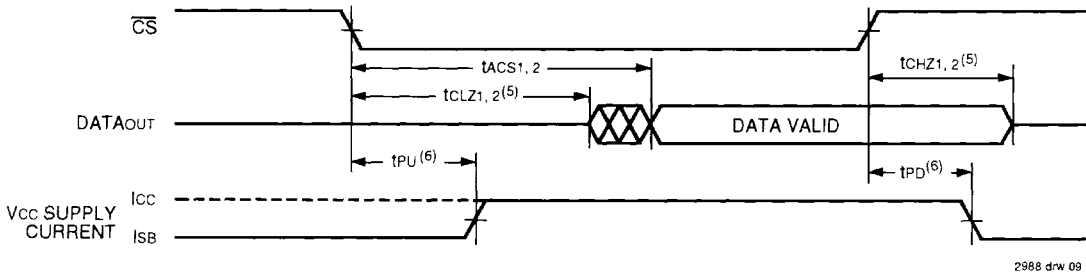 CS
tACS1, 2
tCHZ1, 2(5)
tCLZ1, 2(5)
DATAOUT
DATA VALID
tPU(6)
tPD(6)
ICC
VCC SUPPLY
CURRENT
ISB
2988 drw 09